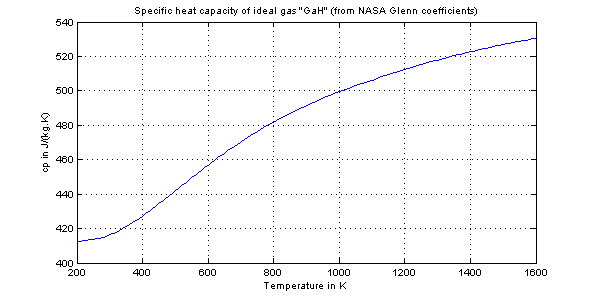 Specific heat capacity of ideal gas "GaH" (from NASA Glenn coefficients)
540
520
500
480
460
440
420
400
cp in J/(kg.K)
200 400 600 800 1000 1200 1400 1600
Temperature in K